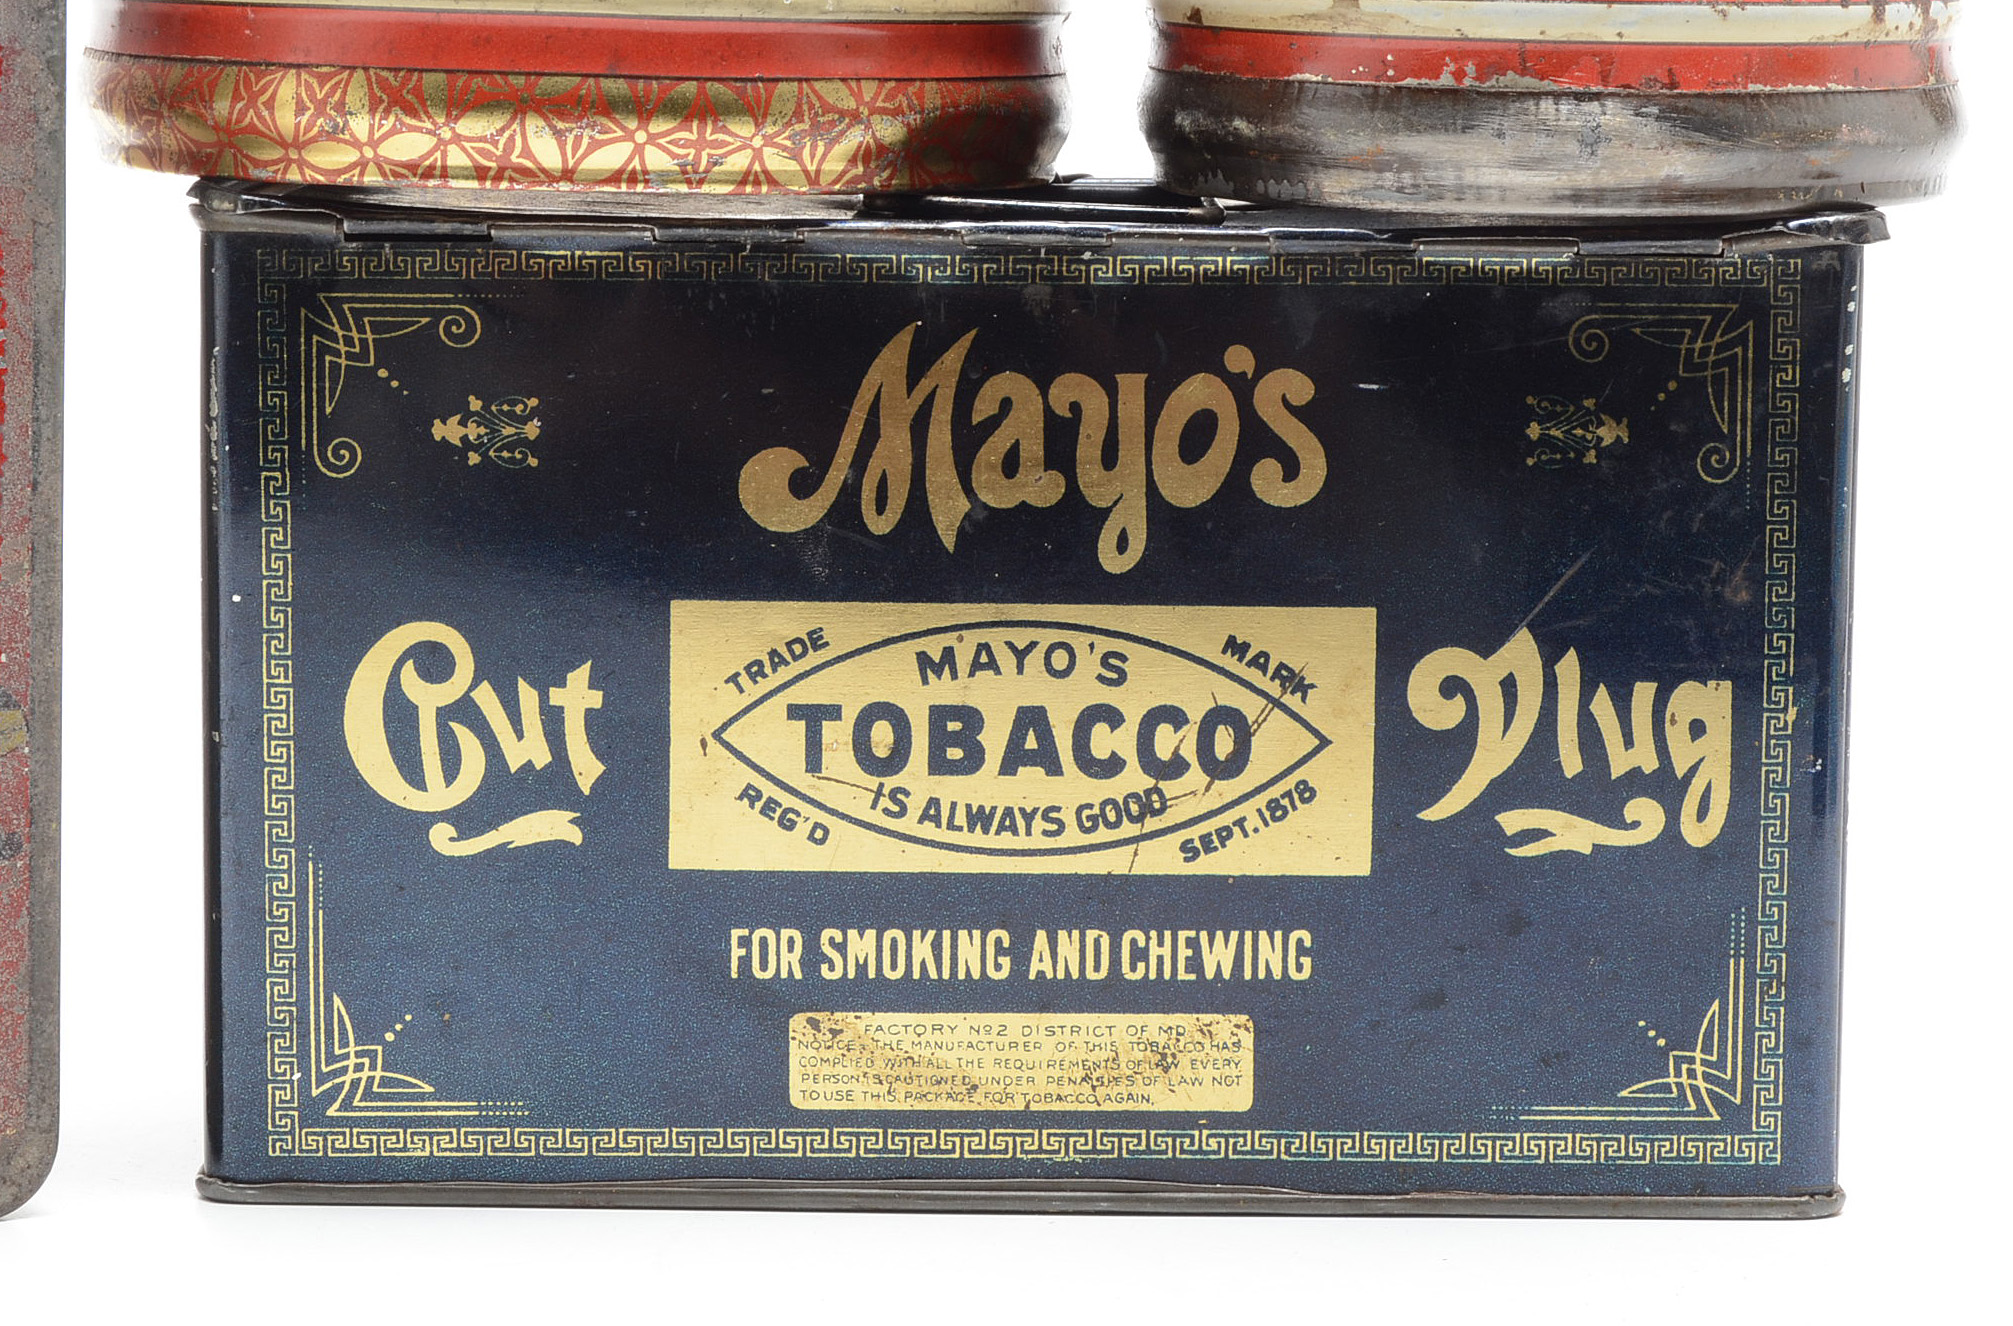 Mayo's
Cut
TRADE MARK
MAYO'S
TOBACCO
IS ALWAYS GOOD
REG'D SEPT. 1878
Plug
FOR SMOKING AND CHEWING
FACTORY No 2 DISTRICT OF MD
NOTICE - THE MANUFACTURER OF THIS TOBACCO HAS
COMPLIED WITH ALL THE REQUIREMENTS OF LAW EVERY
PERSON IS CAUTIONED UNDER PENALTIES OF LAW NOT
TO USE THIS PACKAGE FOR TOBACCO AGAIN.